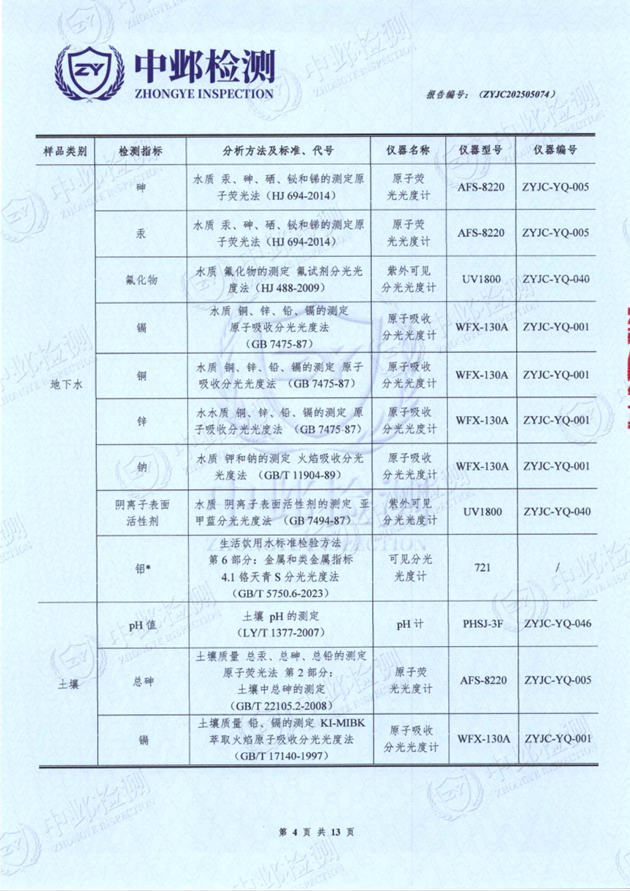 ZY
中邺检测
ZHONGYE INSPECTION
报告编号：（ZYJC202505074）
样品类别 检测指标 分析方法及标准、代号 仪器名称 仪器型号 仪器编号
地下水
砷 水质 汞、砷、硒、铋和锑的测定原
子荧光法（HJ 694-2014） 原子荧
光光度计 AFS-8220 ZYJC-YQ-005
汞 水质 汞、砷、硒、铋和锑的测定原
子荧光法（HJ 694-2014） 原子荧
光光度计 AFS-8220 ZYJC-YQ-005
氟化物 水质 氟化物的测定 氟试剂分光光
度法（HJ 488-2009） 紫外可见
分光光度计 UV1800 ZYJC-YQ-040
镉 水质 铜、锌、铅、镉的测定
原子吸收分光光度法
（GB 7475-87） 原子吸收
分光光度计 WFX-130A ZYJC-YQ-001
铜 水质 铜、锌、铅、镉的测定 原子
吸收分光光度法 （GB 7475-87） 原子吸收
分光光度计 WFX-130A ZYJC-YQ-001
锌 水水质 铜、锌、铅、镉的测定 原
子吸收分光光度法 （GB 7475-87） 原子吸收
分光光度计 WFX-130A ZYJC-YQ-001
钠 水质 钾和钠的测定 火焰吸收分光
光度法 （GB/T 11904-89） 原子吸收
分光光度计 WFX-130A ZYJC-YQ-001
阴离子表面
活性剂 水质 阴离子表面活性剂的测定 亚
甲蓝分光光度法 （GB 7494-87） 紫外可见
分光光度计 UV1800 ZYJC-YQ-040
铝* 生活饮用水标准检验方法
第 6 部分：金属和类金属指标
4.1 铬天青 S 分光光度法
（GB/T 5750.6-2023） 可见分光
光度计 721 /
土壤
pH 值 土壤 pH 的测定
（LY/T 1377-2007） pH 计 PHSJ-3F ZYJC-YQ-046
总砷 土壤质量 总汞、总砷、总铅的测定
原子荧光法 第 2 部分：
土壤中总砷的测定
（GB/T 22105.2-2008） 原子荧
光光度计 AFS-8220 ZYJC-YQ-005
镉 土壤质量 铅、镉的测定 KI-MIBK
萃取火焰原子吸收分光光度法
（GB/T 17140-1997） 原子吸收
分光光度计 WFX-130A ZYJC-YQ-001
第 4 页 共 13 页